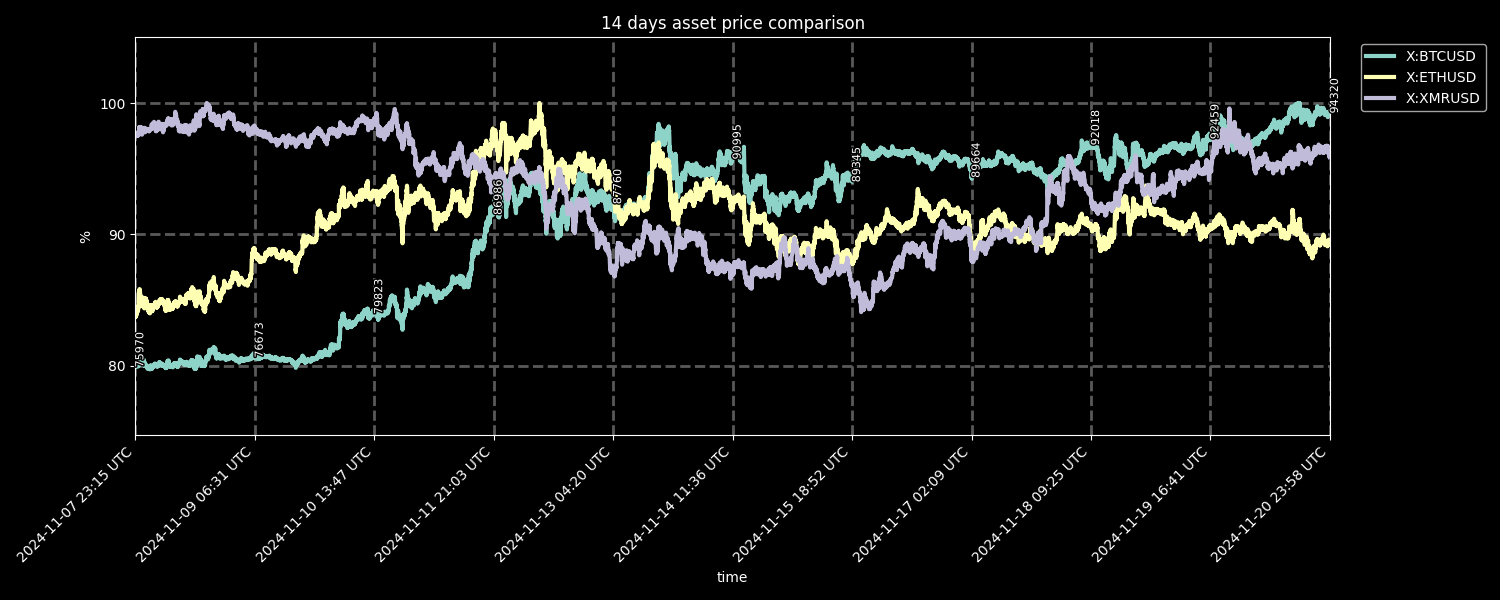 14 days asset price comparison
X:BTCUSD
X:ETHUSD
X:XMRUSD
100
90
80
%
75970
76673
79823
86986
87760
90995
89345
89664
92018
92459
94320
2024-11-07 23:15 UTC
2024-11-09 06:31 UTC
2024-11-10 13:47 UTC
2024-11-11 21:03 UTC
2024-11-13 04:20 UTC
2024-11-14 11:36 UTC
2024-11-15 18:52 UTC
2024-11-17 02:09 UTC
2024-11-18 09:25 UTC
2024-11-19 16:41 UTC
2024-11-20 23:58 UTC
time